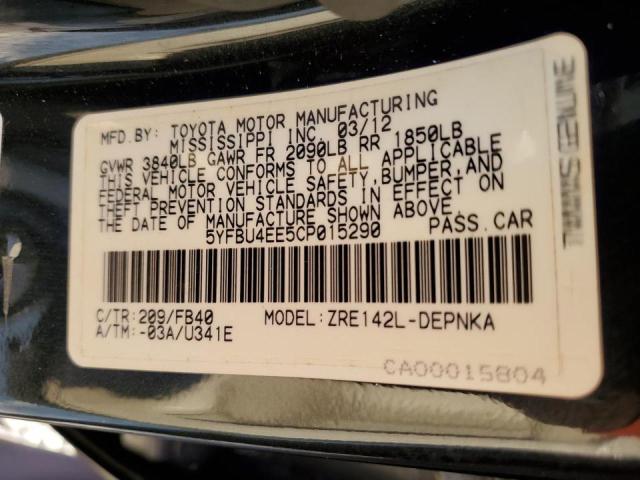 MFD.BY: TOYOTA MOTOR MANUFACTURING
MISSISSIPPI INC. 03/12
GVWR 3840LB GAWR FR 2090LB RR 1850LB
THIS VEHICLE CONFORMS TO ALL APPLICABLE
FEDERAL MOTOR VEHICLE SAFETY,BUMPER,AND
THEFT PREVENTION STANDARDS IN EFFECT ON
THE DATE OF MANUFACTURE SHOWN ABOVE.
5YFBU4EE5CP015290 PASS.CAR
C/TR:209/FB40 MODEL:ZRE142L-DEPNKA
A/TM:-03A/U341E
CA00015804